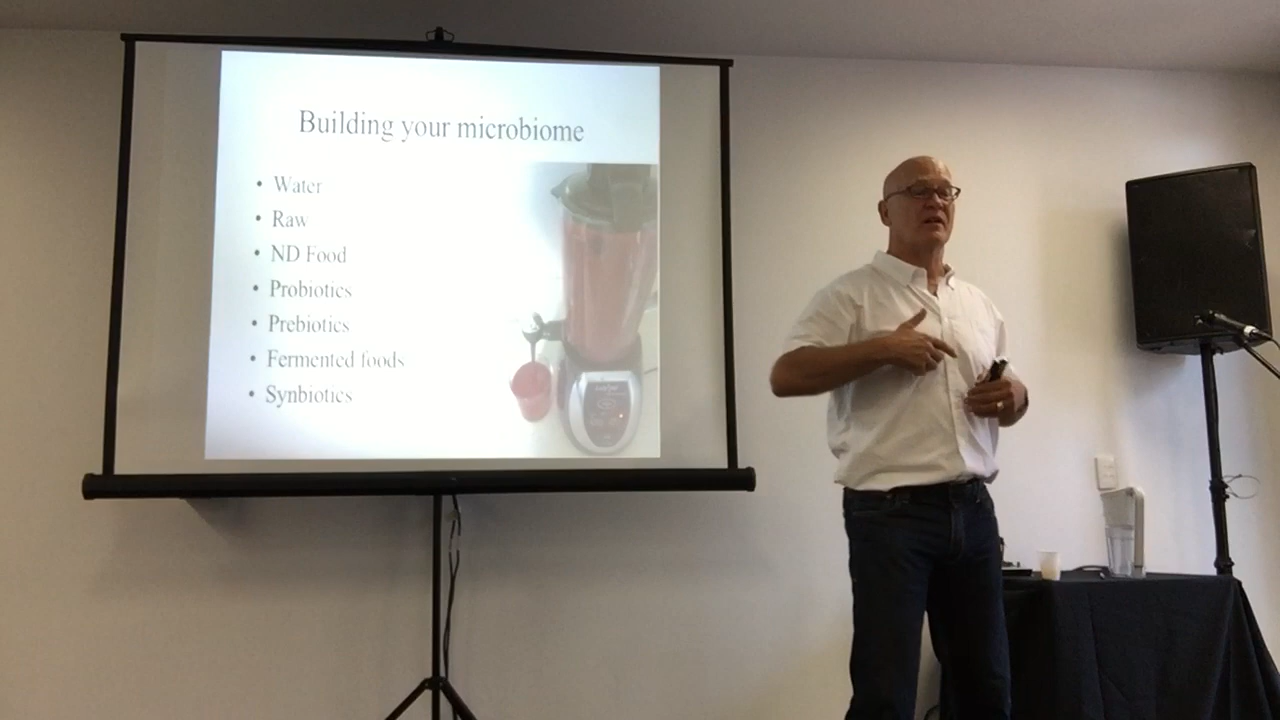 Building your microbiome
• Water
• Raw
• ND Food
• Probiotics
• Prebiotics
• Fermented foods
• Synbiotics